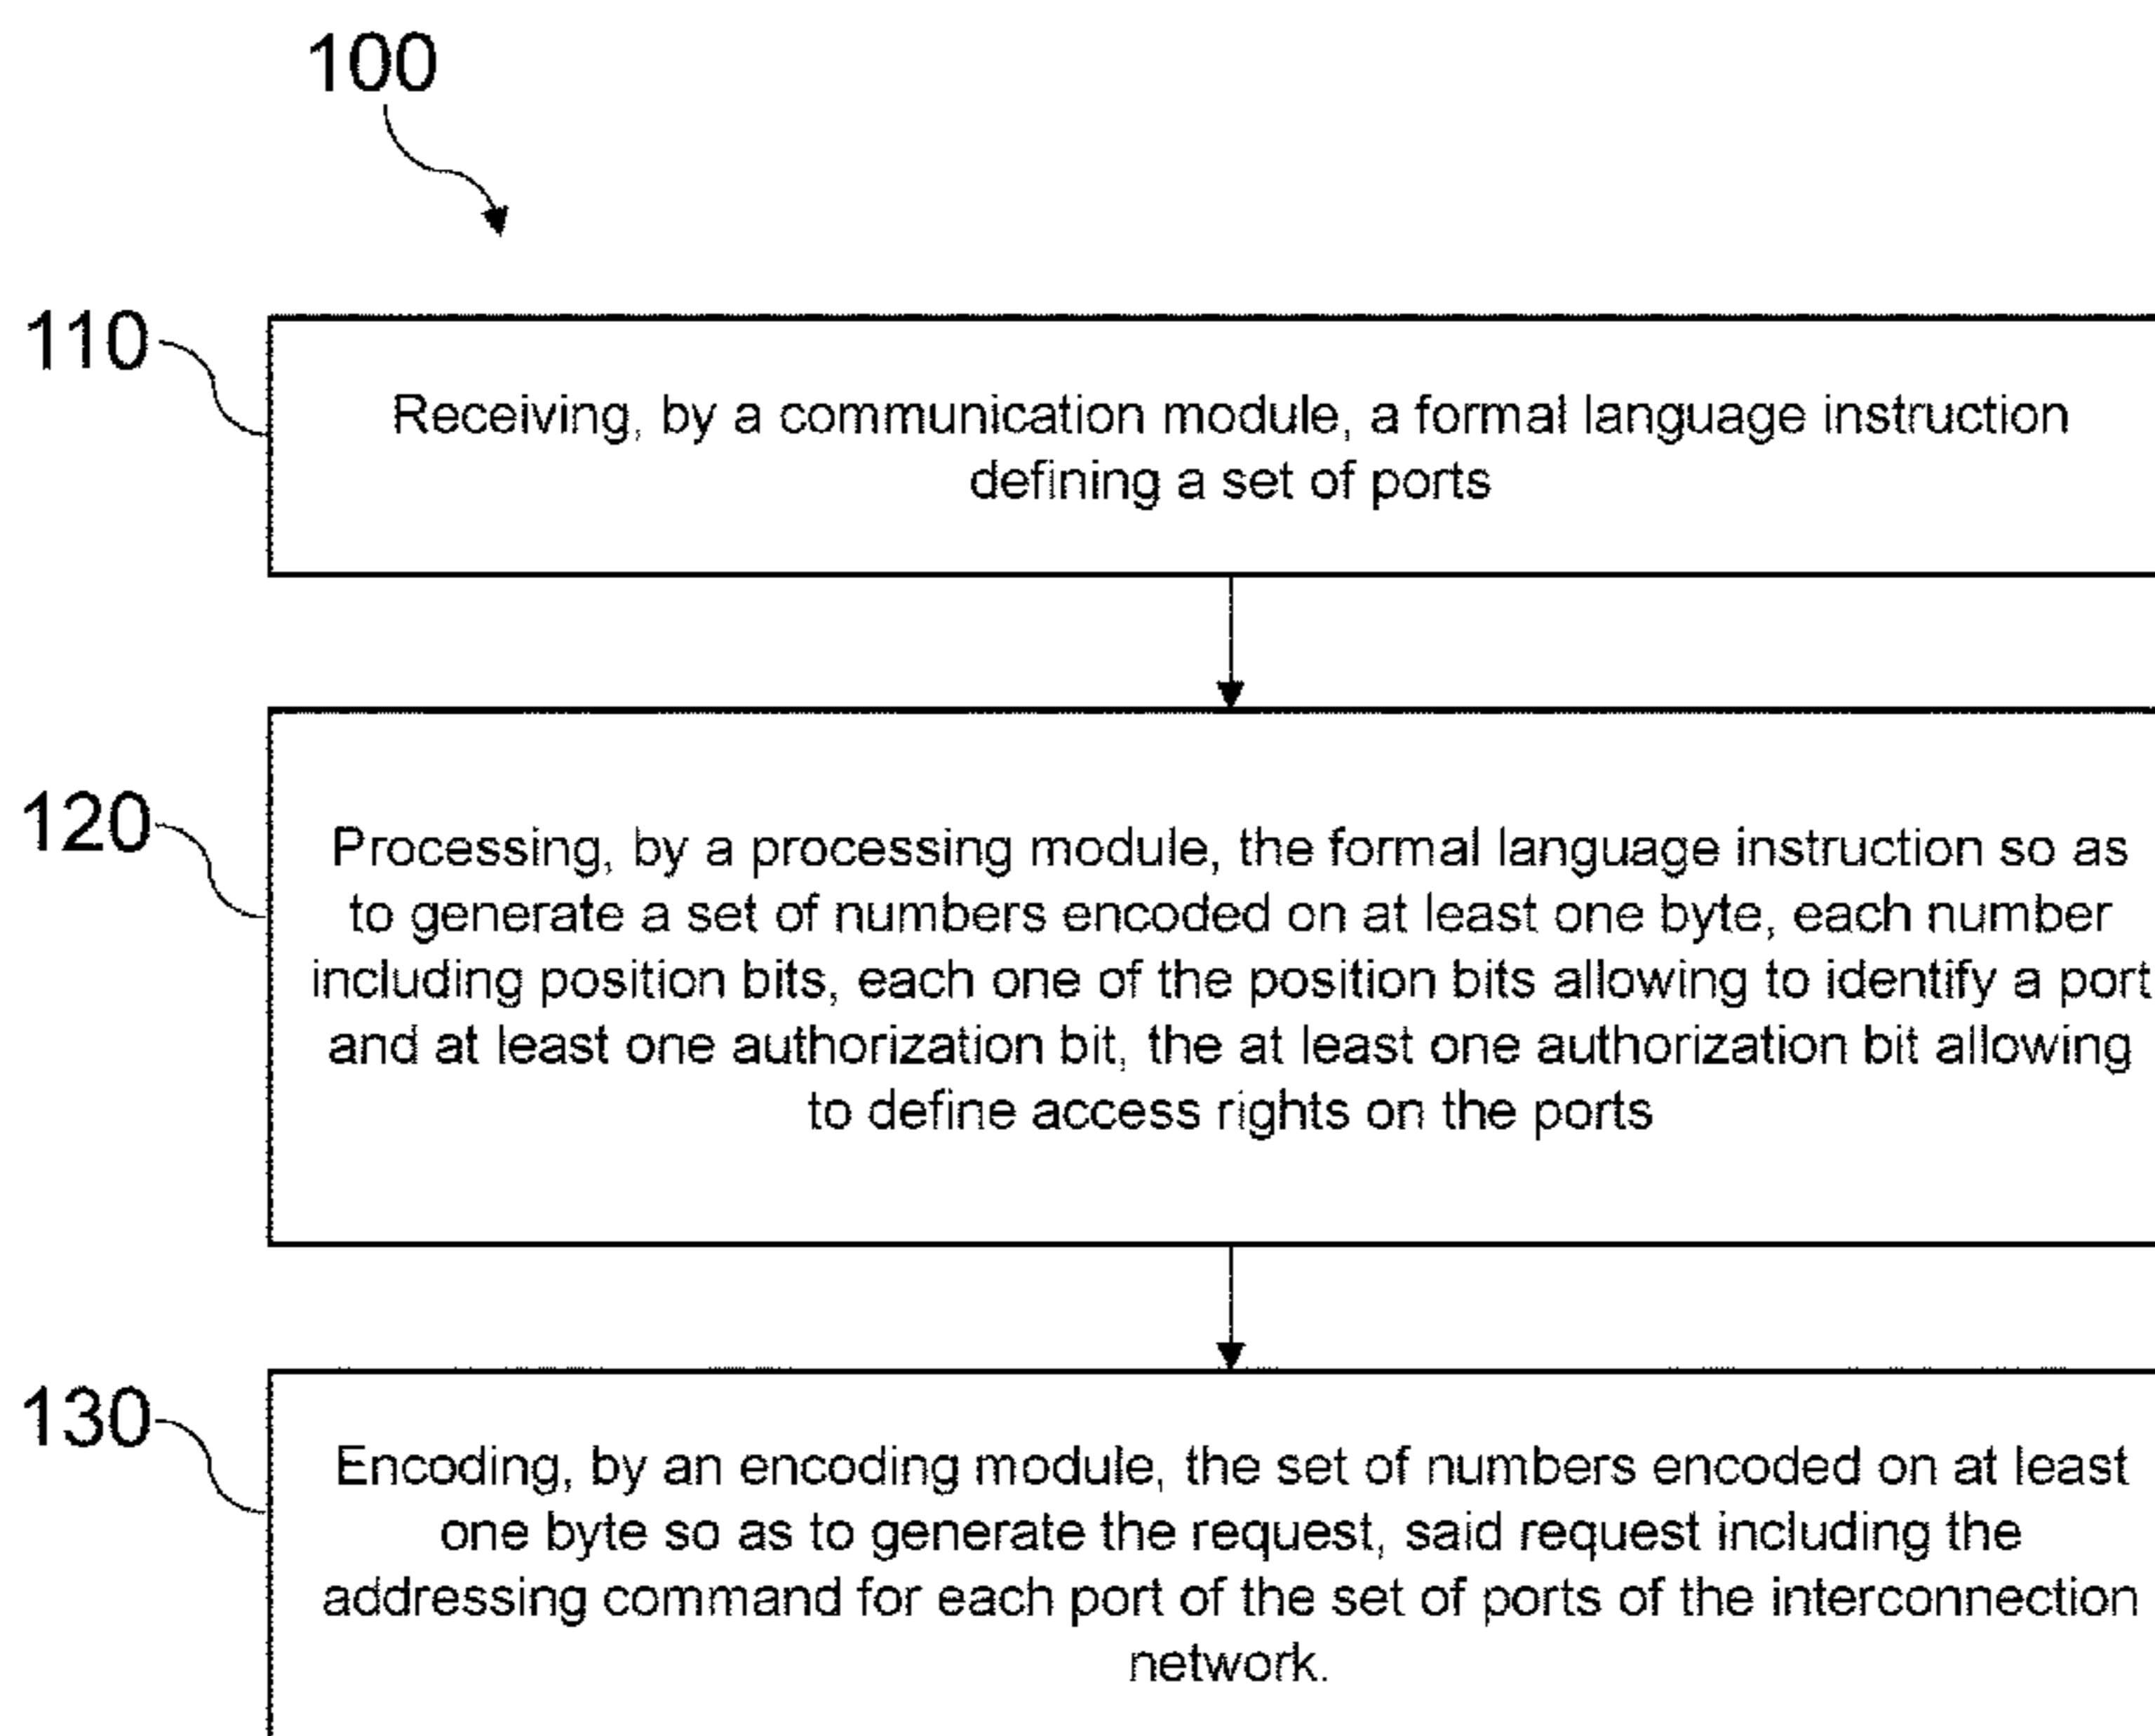 100
110
Receiving, by a communication module, a formal language instruction
defining a set of ports
120
Processing, by a processing module, the formal language instruction so as
to generate a set of numbers encoded on at least one byte, each number
including position bits, each one of the position bits allowing to identify a port
and at least one authorization bit, the at least one authorization bit allowing
to define access rights on the ports
130
Encoding, by an encoding module, the set of numbers encoded on at least
one byte so as to generate the request, said request including the
addressing command for each port of the set of ports of the interconnection
network.